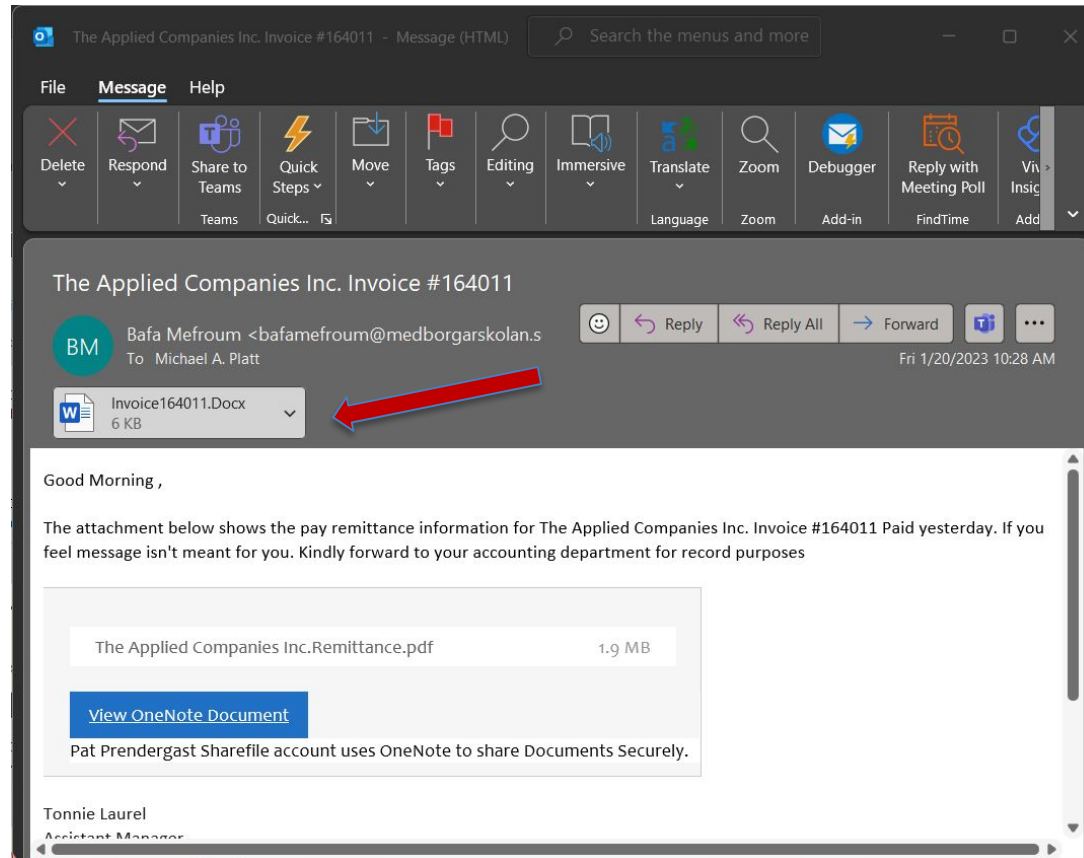 The Applied Companies Inc. Invoice #164011 - Message (HTML)
Search the menus and more
File Message Help
Delete
Respond
Share to Teams
Quick Steps
Move
Tags
Editing
Immersive
Translate
Zoom
Debugger
Reply with Meeting Poll
Viv
Insig
Teams
Quick...
Language
Zoom
Add-in
FindTime
Add
The Applied Companies Inc. Invoice #164011
BM
Bafa Mefroum <bafamefroum@medborgarskolan.s
Reply
Reply All
Forward
To Michael A. Platt
Fri 1/20/2023 10:28 AM
Invoice164011.Docx
6 KB
Good Morning ,
The attachment below shows the pay remittance information for The Applied Companies Inc. Invoice #164011 Paid yesterday. If you
feel message isn't meant for you. Kindly forward to your accounting department for record purposes
The Applied Companies Inc.Remittance.pdf 1.9 MB
View OneNote Document
Pat Prendergast Sharefile account uses OneNote to share Documents Securely.
Tonnie Laurel
Assistant Manager